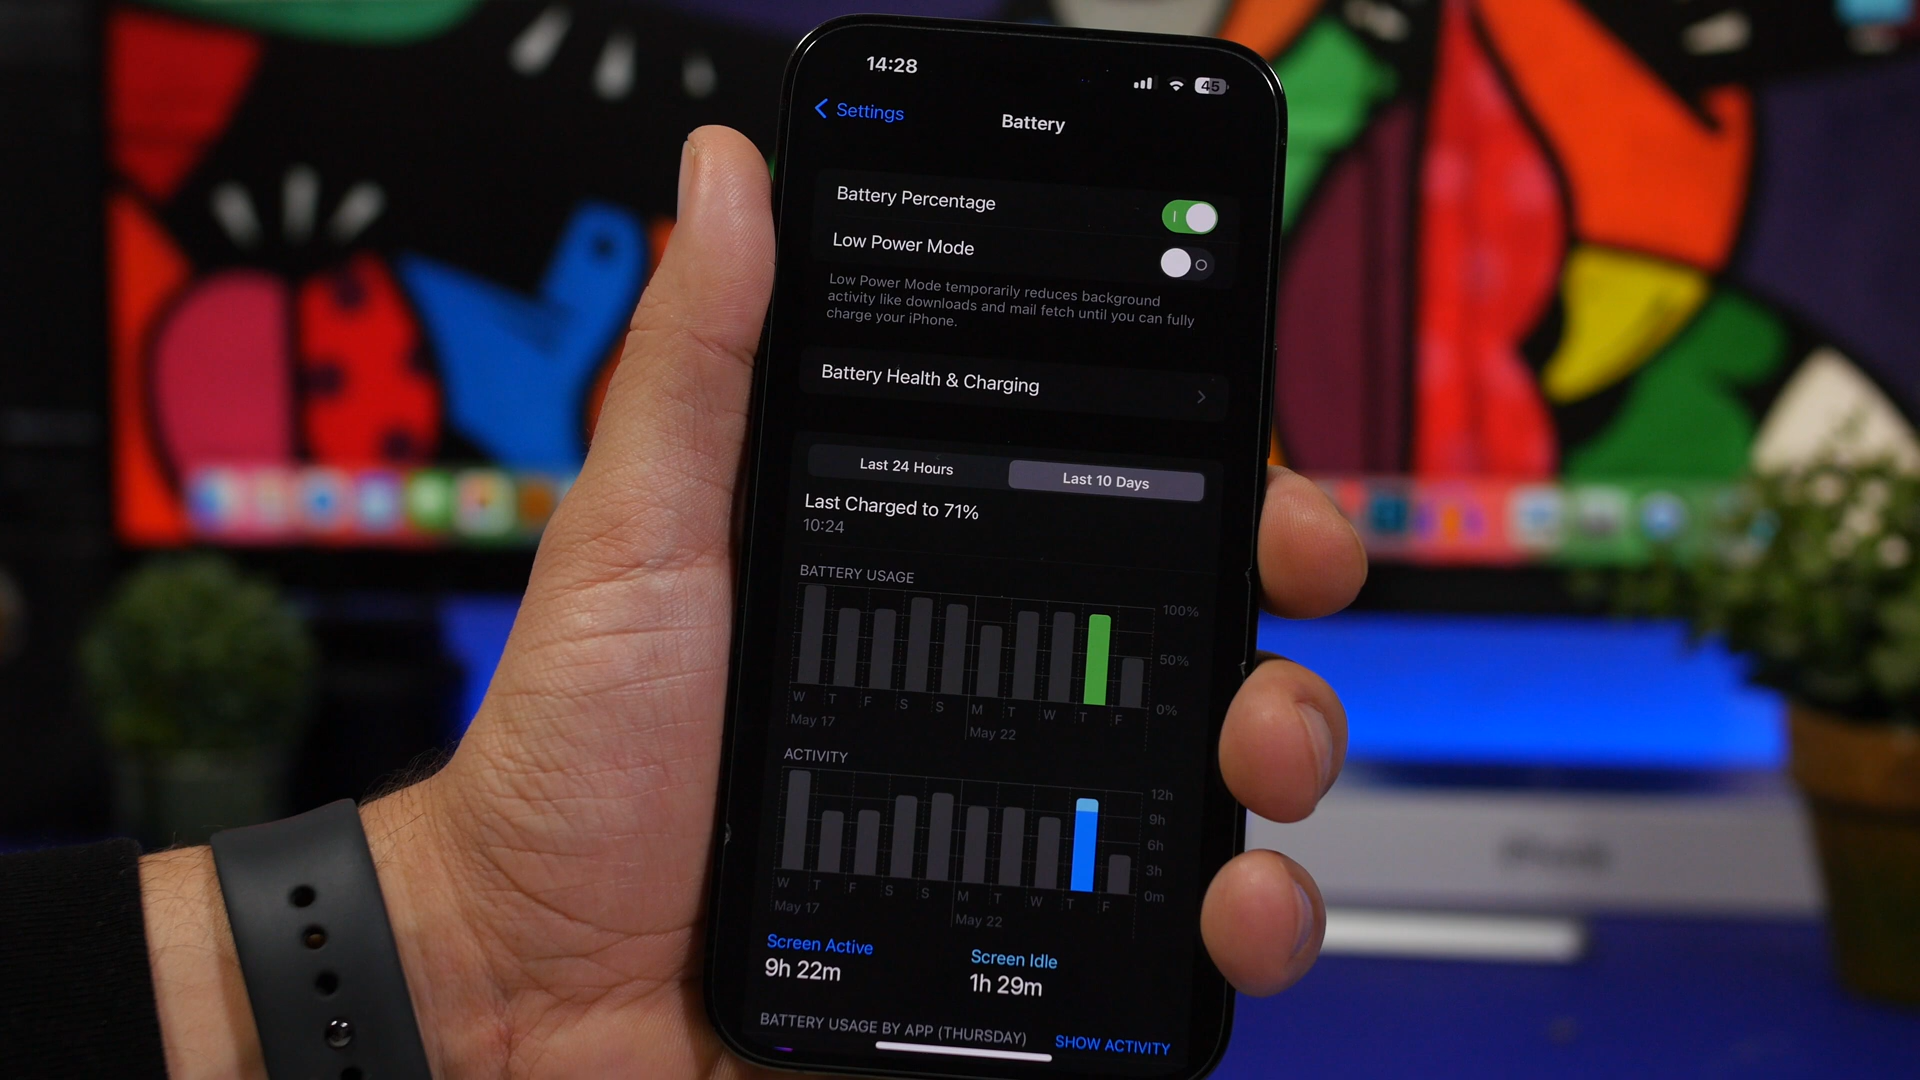 14:28
45
Settings
Battery
Battery Percentage
Low Power Mode
Low Power Mode temporarily reduces background
activity like downloads and mail fetch until you can fully
charge your iPhone.
Battery Health & Charging
Last 24 Hours
Last 10 Days
Last Charged to 71%
10:24
BATTERY USAGE
100%
50%
0%
W T F S S M T W T F
May 17
May 22
ACTIVITY
12h
9h
6h
3h
0m
W T F S S M T W T F
May 17
May 22
Screen Active
9h 22m
Screen Idle
1h 29m
BATTERY USAGE BY APP (THURSDAY)
SHOW ACTIVITY